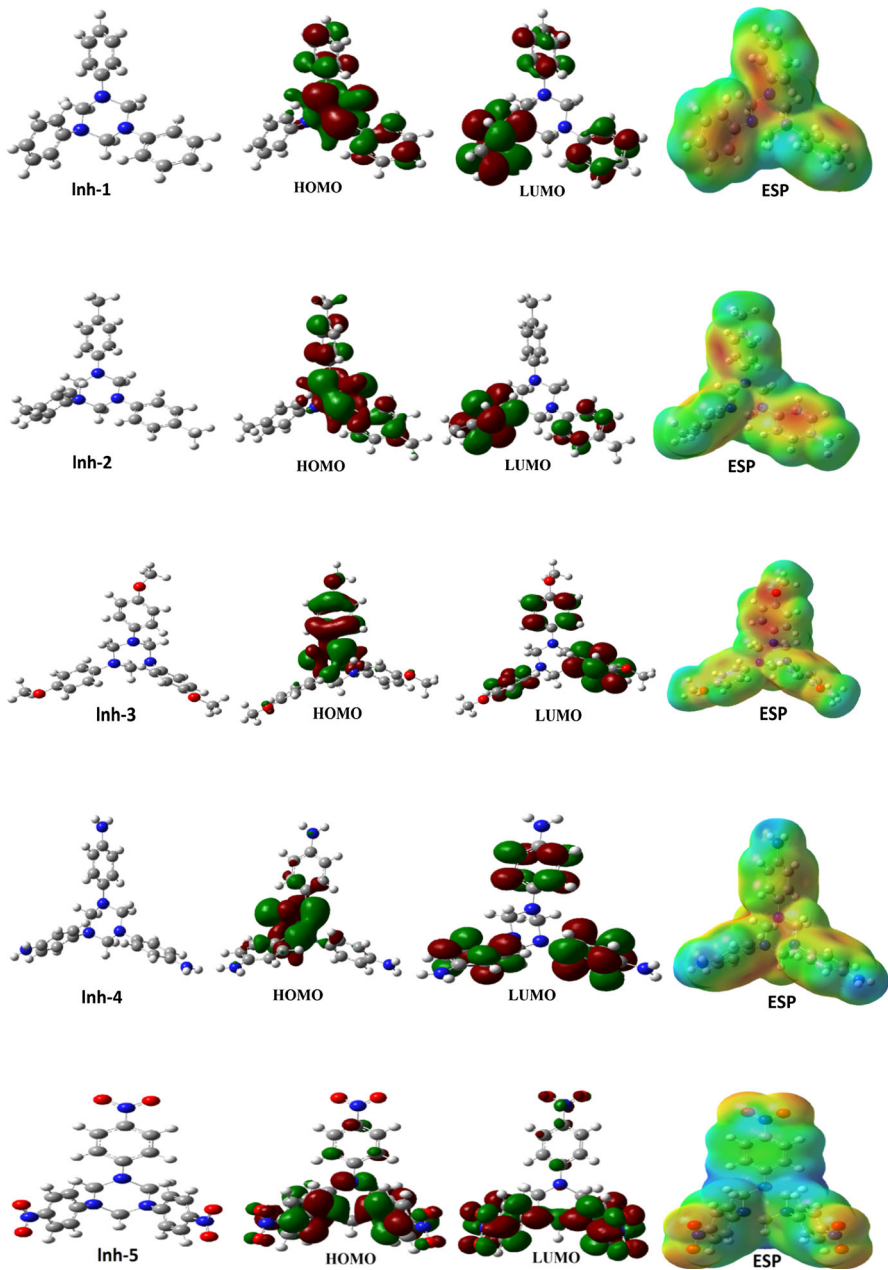 Inh-1 HOMO LUMO ESP
Inh-2 HOMO LUMO ESP
Inh-3 HOMO LUMO ESP
Inh-4 HOMO LUMO ESP
Inh-5 HOMO LUMO ESP